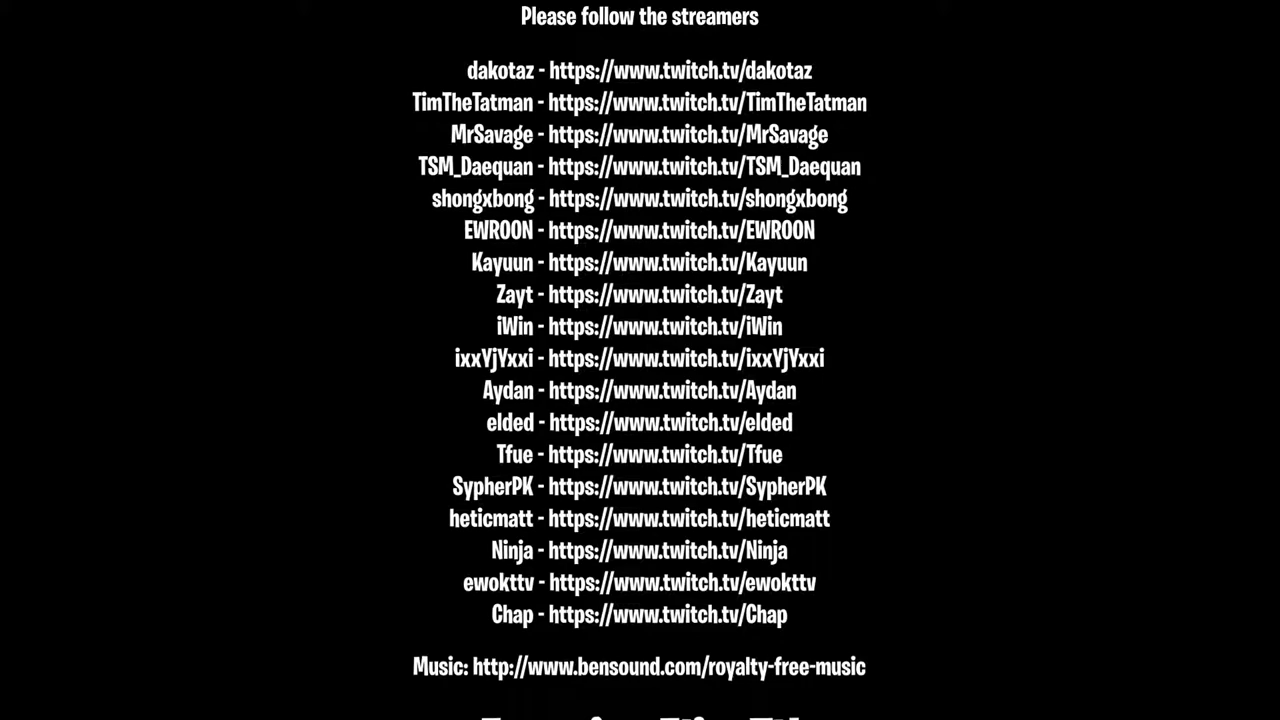 Please follow the streamers
dakotaz - https://www.twitch.tv/dakotaz
TimTheTatman - https://www.twitch.tv/TimTheTatman
MrSavage - https://www.twitch.tv/MrSavage
TSM_Daequan - https://www.twitch.tv/TSM_Daequan
shongxbong - https://www.twitch.tv/shongxbong
EWROON - https://www.twitch.tv/EWROON
Kayuun - https://www.twitch.tv/Kayuun
Zayt - https://www.twitch.tv/Zayt
iWin - https://www.twitch.tv/iWin
ixxYjYxxi - https://www.twitch.tv/ixxYjYxxi
Aydan - https://www.twitch.tv/Aydan
elded - https://www.twitch.tv/elded
Tfue - https://www.twitch.tv/Tfue
SypherPK - https://www.twitch.tv/SypherPK
heticmatt - https://www.twitch.tv/heticmatt
Ninja - https://www.twitch.tv/Ninja
ewokttv - https://www.twitch.tv/ewokttv
Chap - https://www.twitch.tv/Chap
Music: http://www.bensound.com/royalty-free-music